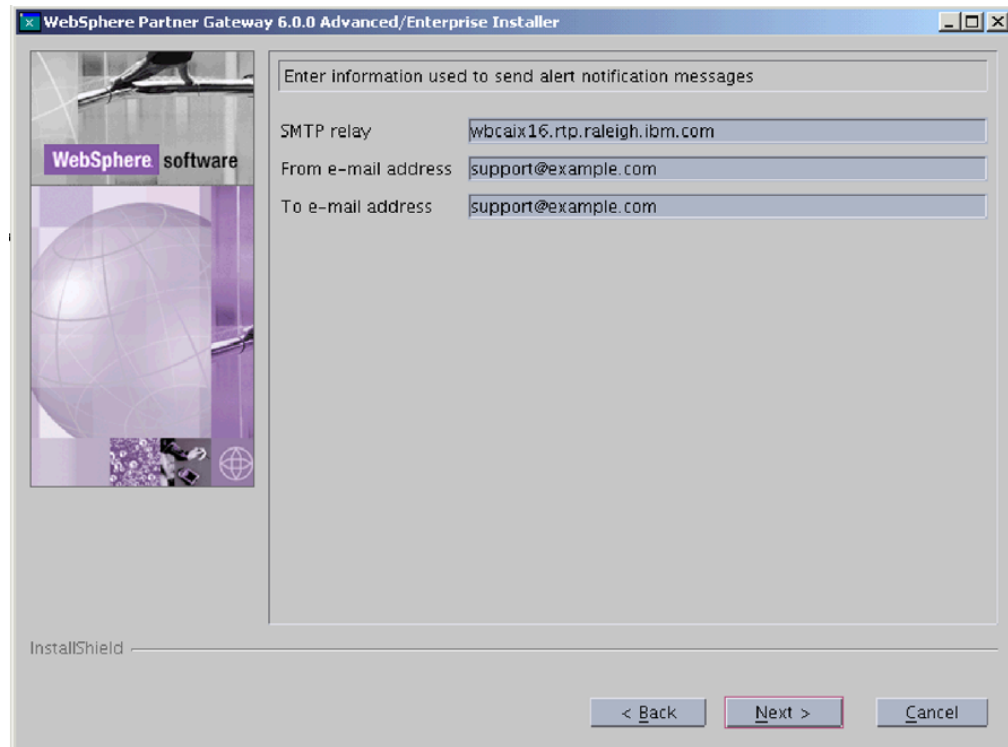 WebSphere Partner Gateway 6.0.0 Advanced/Enterprise Installer
WebSphere software
Enter information used to send alert notification messages
SMTP relay wbcaix16.rtp.raleigh.ibm.com
From e-mail address support@example.com
To e-mail address support@example.com
InstallShield
< Back Next > Cancel